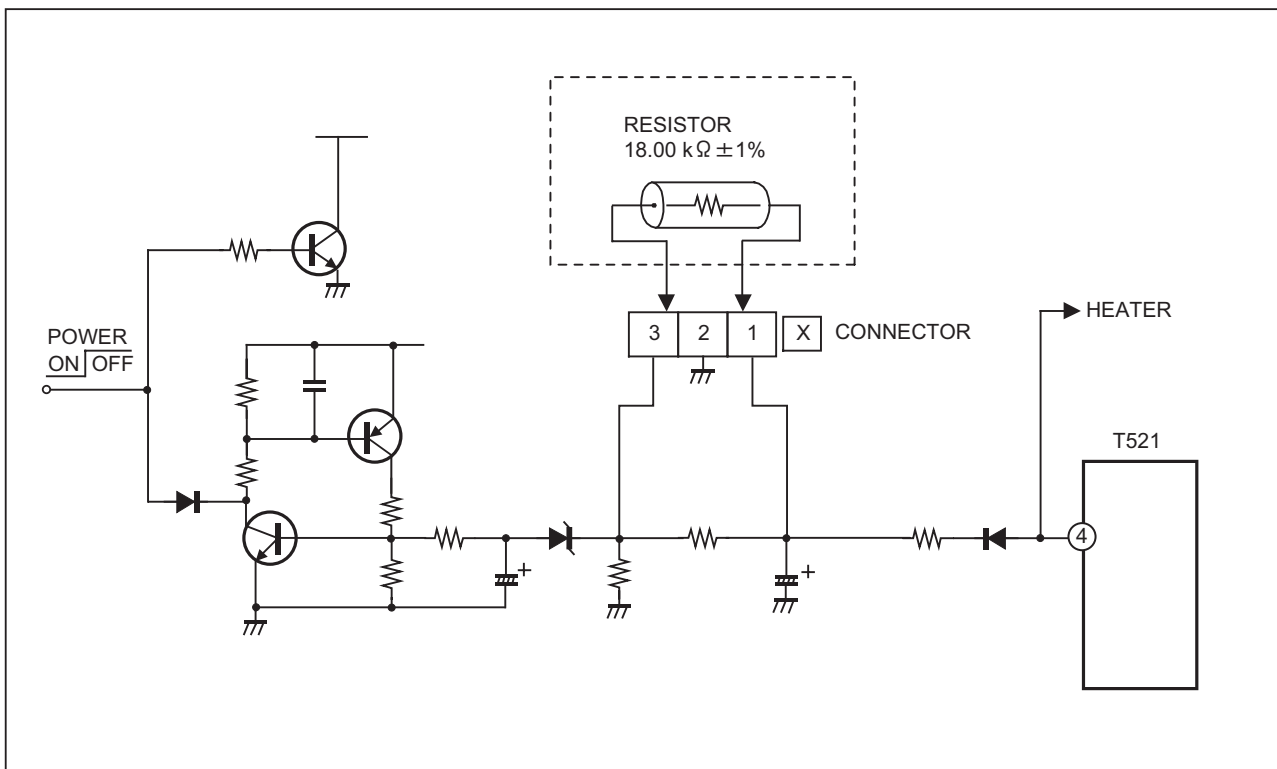 RESISTOR
18.00 kΩ ±1%
3 2 1 X CONNECTOR
HEATER
POWER
ON OFF
T521
4
+
+